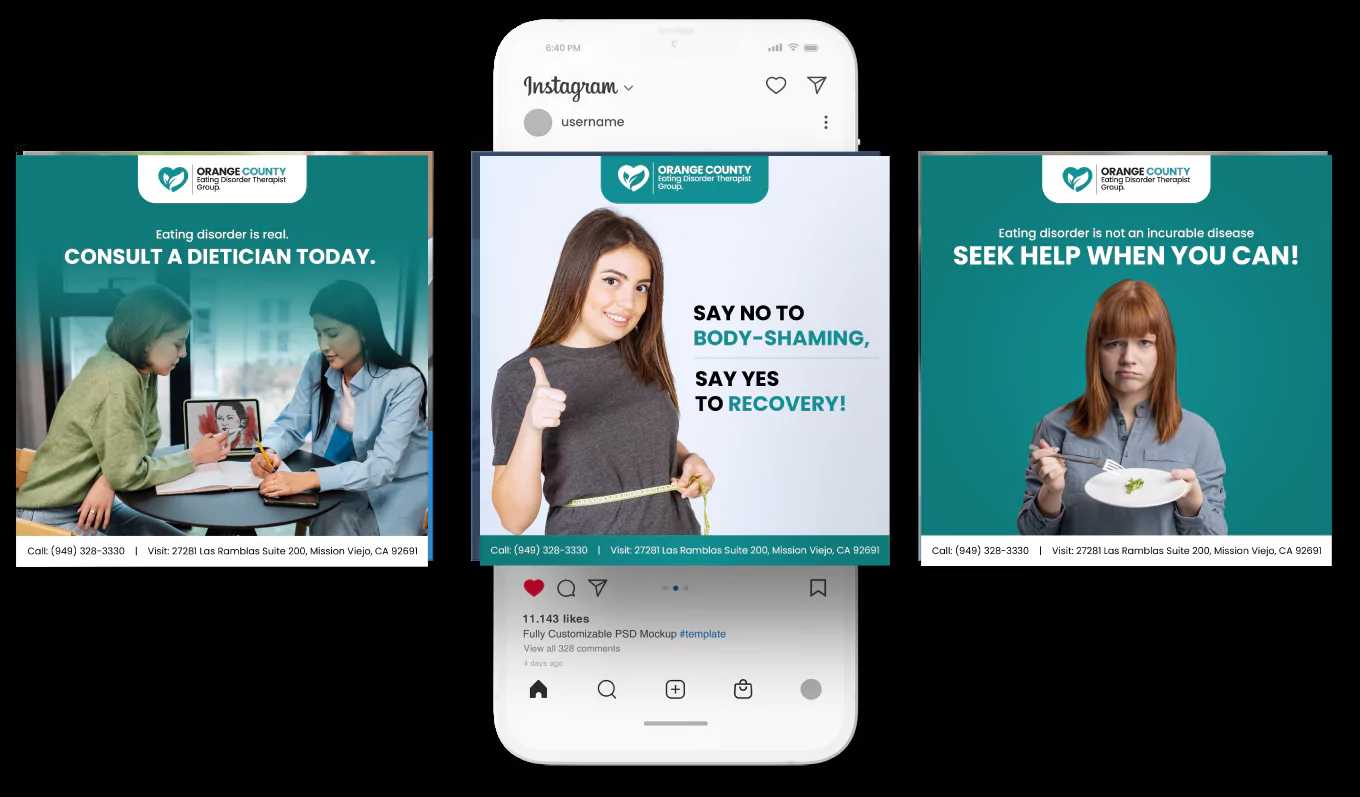 6:40 PM
Instagram
username
ORANGE COUNTY
Eating Disorder Therapist
Group.
Eating disorder is real.
CONSULT A DIETICIAN TODAY.
Call: (949) 328-3330 | Visit: 27281 Las Ramblas Suite 200, Mission Viejo, CA 92691
ORANGE COUNTY
Eating Disorder Therapist
Group.
SAY NO TO
BODY-SHAMING,
SAY YES
TO RECOVERY!
Call: (949) 328-3330 | Visit: 27281 Las Ramblas Suite 200, Mission Viejo, CA 92691
ORANGE COUNTY
Eating Disorder Therapist
Group.
Eating disorder is not an incurable disease
SEEK HELP WHEN YOU CAN!
Call: (949) 328-3330 | Visit: 27281 Las Ramblas Suite 200, Mission Viejo, CA 92691
11.143 likes
Fully Customizable PSD Mockup #template
View all 328 comments
4 days ago